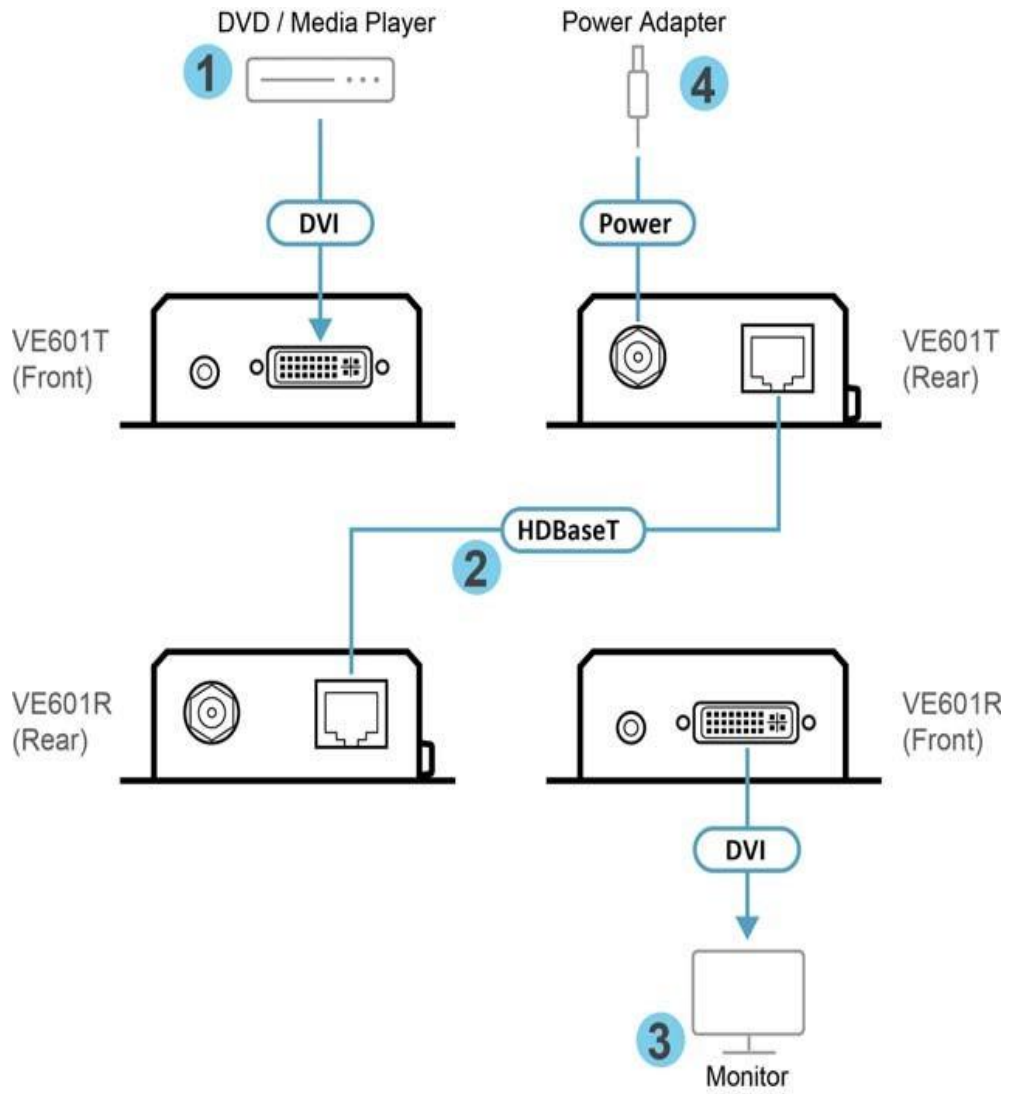 DVD / Media Player
Power Adapter
1
4
DVI
Power
VE601T
(Front)
VE601T
(Rear)
HDBaseT
2
VE601R
(Rear)
VE601R
(Front)
DVI
3
Monitor